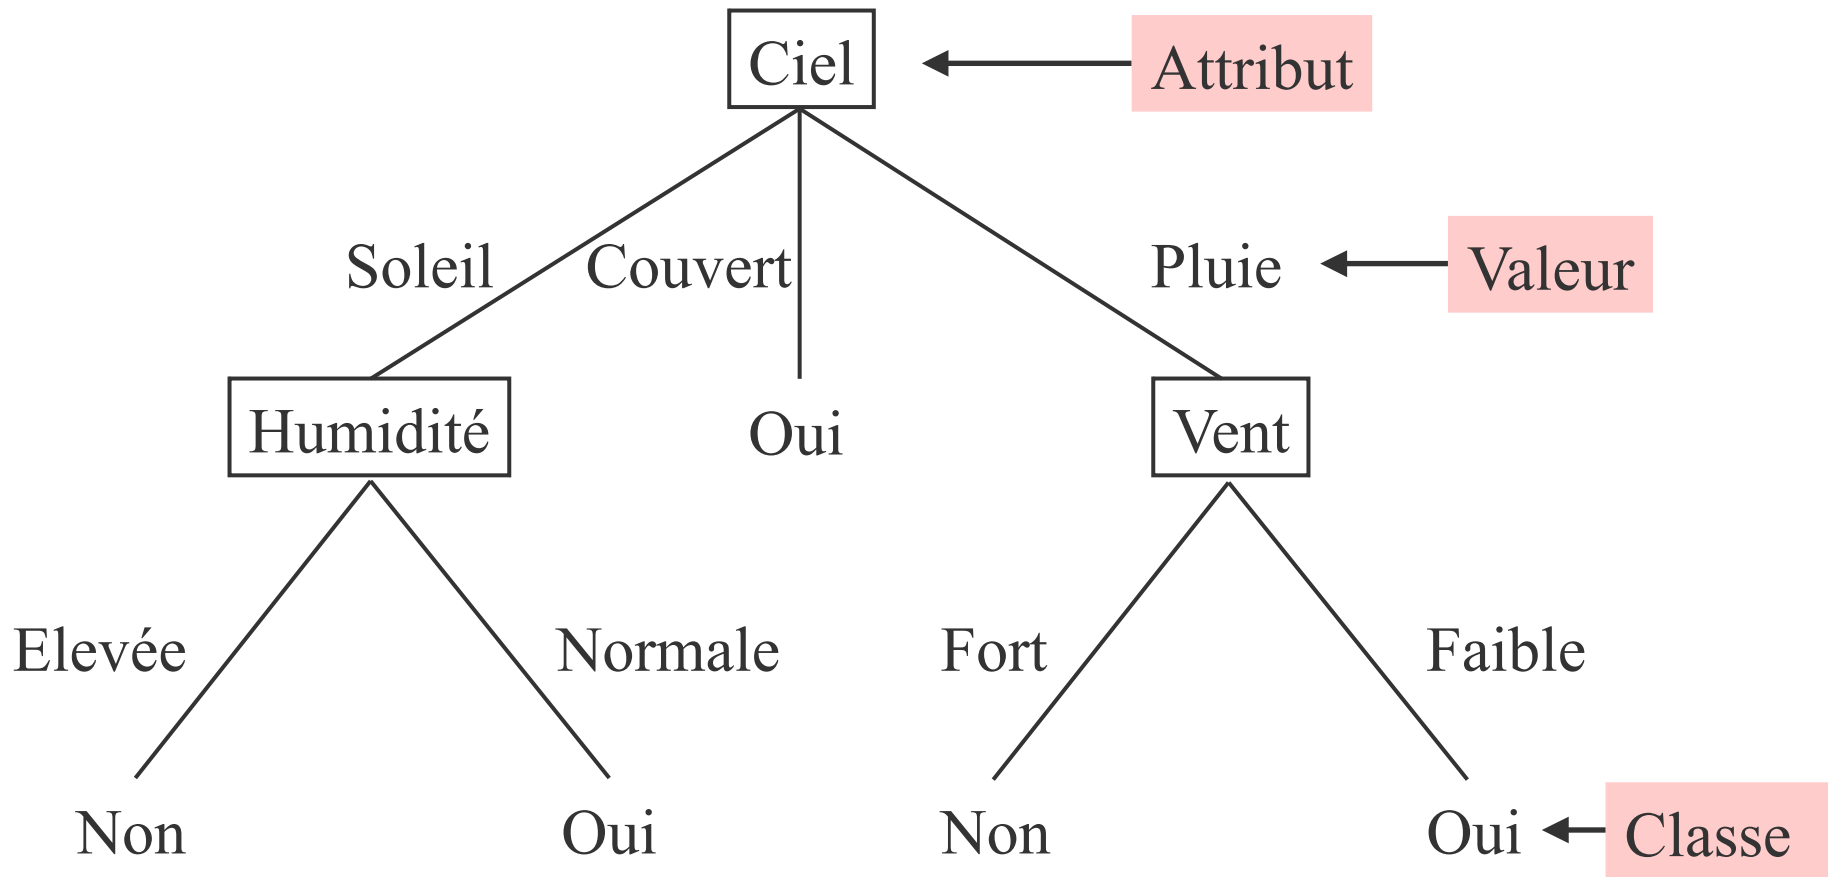 Ciel
Attribut
Soleil
Couvert
Pluie
Valeur
Humidité
Oui
Vent
Elevée
Normale
Fort
Faible
Non
Oui
Non
Oui
Classe